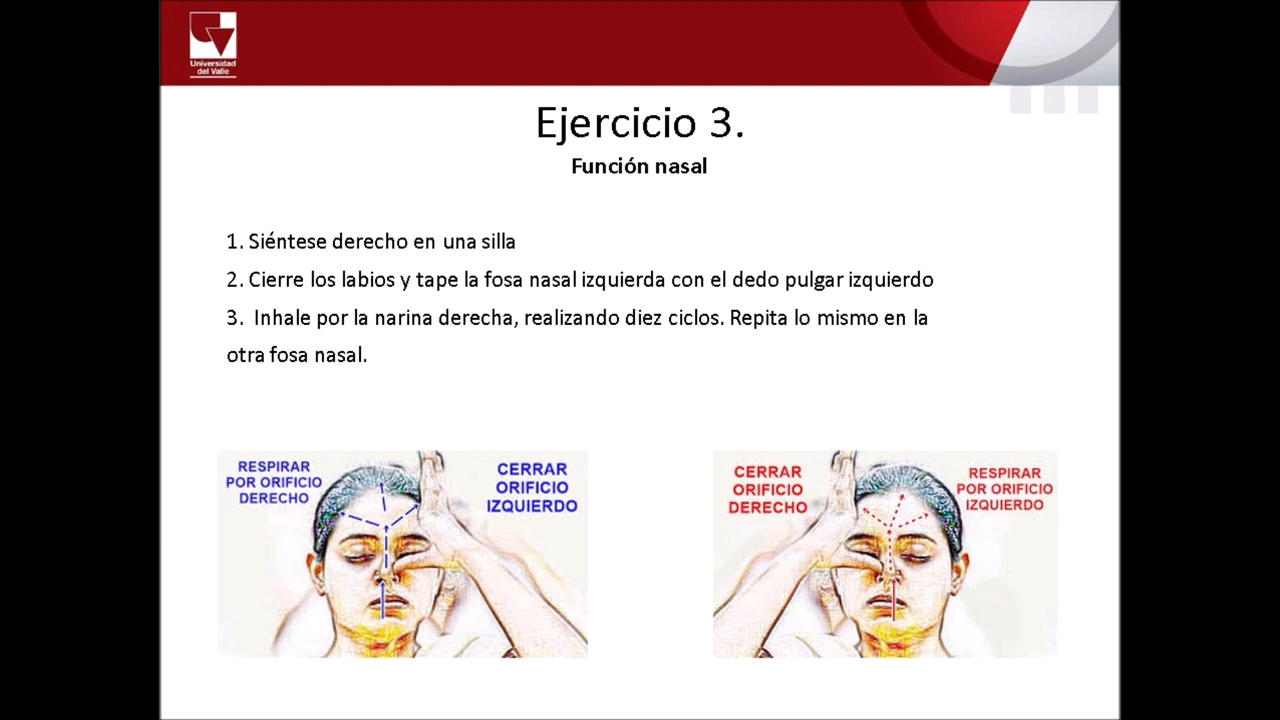 Universidad
del Valle
Ejercicio 3.
Función nasal
1. Siéntese derecho en una silla
2. Cierre los labios y tape la fosa nasal izquierda con el dedo pulgar izquierdo
3. Inhale por la narina derecha, realizando diez ciclos. Repita lo mismo en la
otra fosa nasal.
RESPIRAR
POR ORIFICIO
DERECHO
CERRAR
ORIFICIO
IZQUIERDO
CERRAR
ORIFICIO
DERECHO
RESPIRAR
POR ORIFICIO
IZQUIERDO